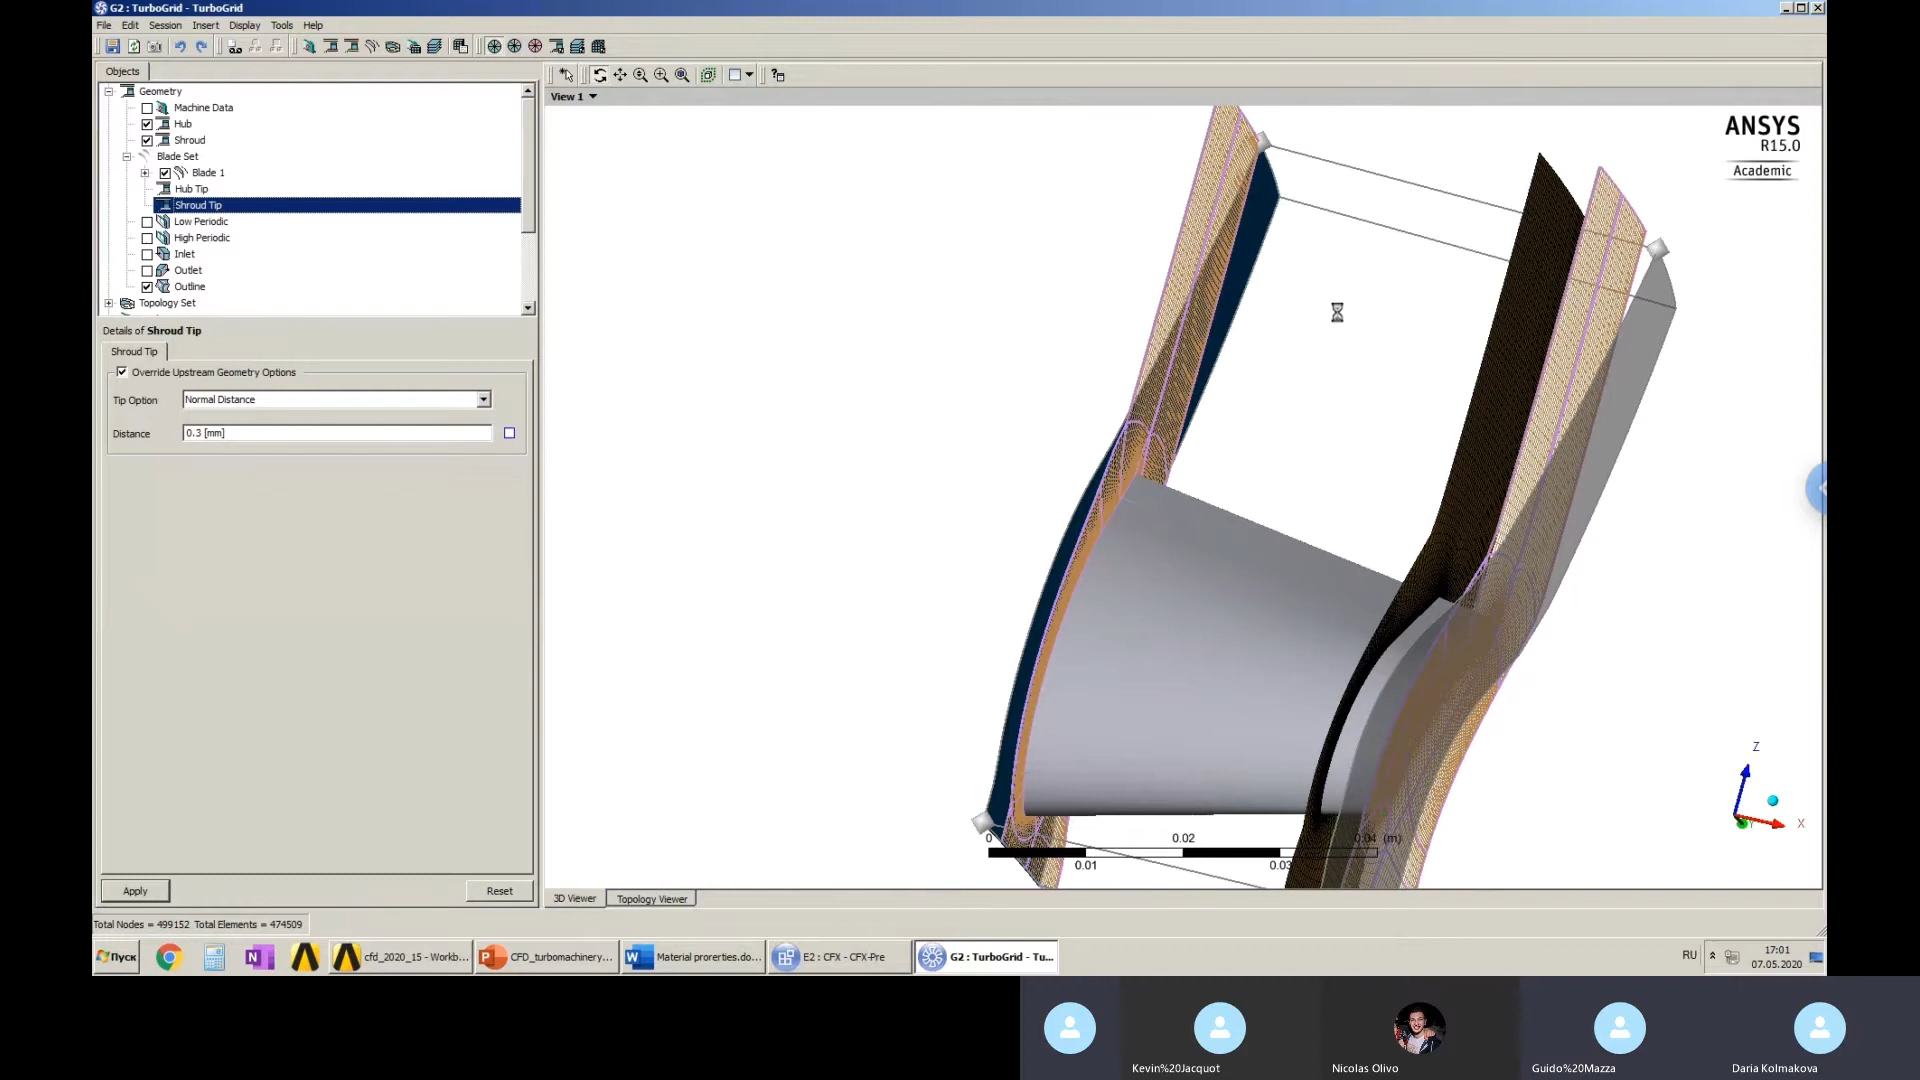 G2 : TurboGrid - TurboGrid
File Edit Session Insert Display Tools Help
Objects
View 1
Geometry
Machine Data
Hub
Shroud
Blade Set
Blade 1
Hub Tip
Shroud Tip
Low Periodic
High Periodic
Inlet
Outlet
Outline
Topology Set
Details of Shroud Tip
Shroud Tip
Override Upstream Geometry Options
Tip Option Normal Distance
Distance 0.3 [mm]
Apply Reset
ANSYS
R15.0
Academic
Z
X
Y
0 0.02 0.04 (m)
0.01 0.03
3D Viewer Topology Viewer
Total Nodes = 499152 Total Elements = 474509
Пуск
cfd_2020_15 - Workb...
CFD_turbomachinery...
Material prorerties.do...
E2 : CFX - CFX-Pre
G2 : TurboGrid - Tu...
RU
17:01
07.05.2020
Kevin%20Jacquot
Nicolas Olivo
Guido%20Mazza
Daria Kolmakova